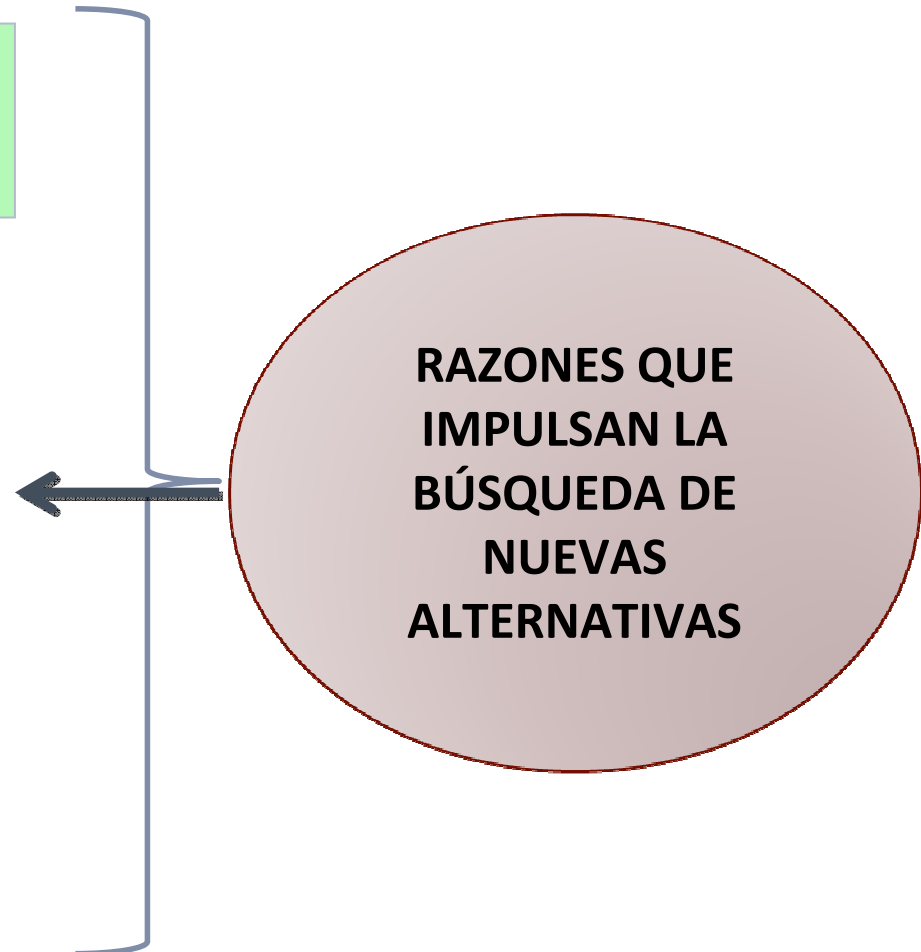 RAZONES QUE
IMPULSAN LA
BÚSQUEDA DE
NUEVAS
ALTERNATIVAS